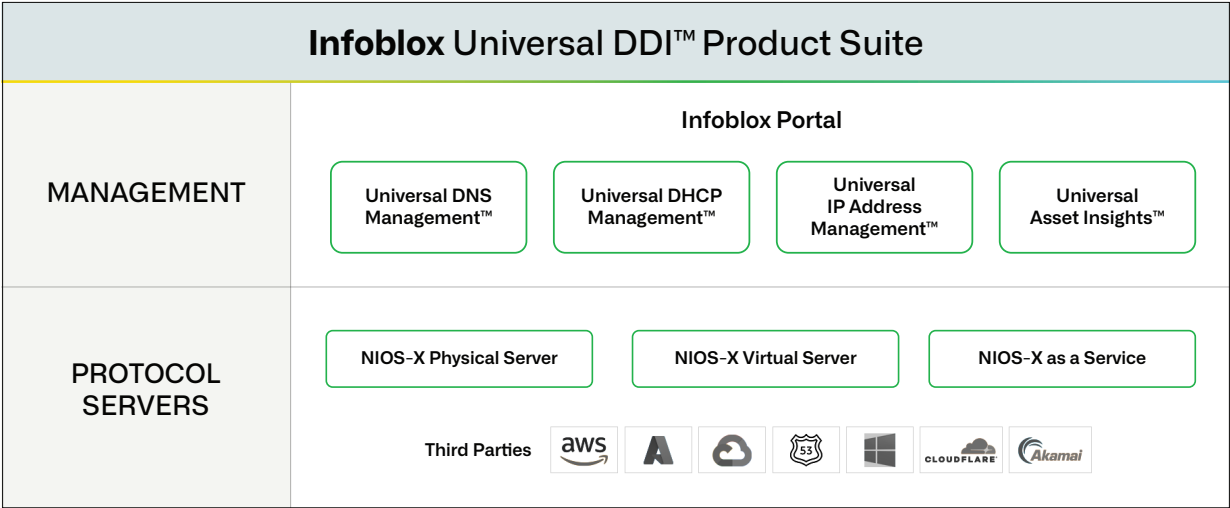 Infoblox Universal DDI™ Product Suite
MANAGEMENT
Infoblox Portal
Universal DNS
Management™
Universal DHCP
Management™
Universal
IP Address
Management™
Universal
Asset Insights™
PROTOCOL
SERVERS
NIOS-X Physical Server
NIOS-X Virtual Server
NIOS-X as a Service
Third Parties
aws
53
CLOUDFLARE
Akamai